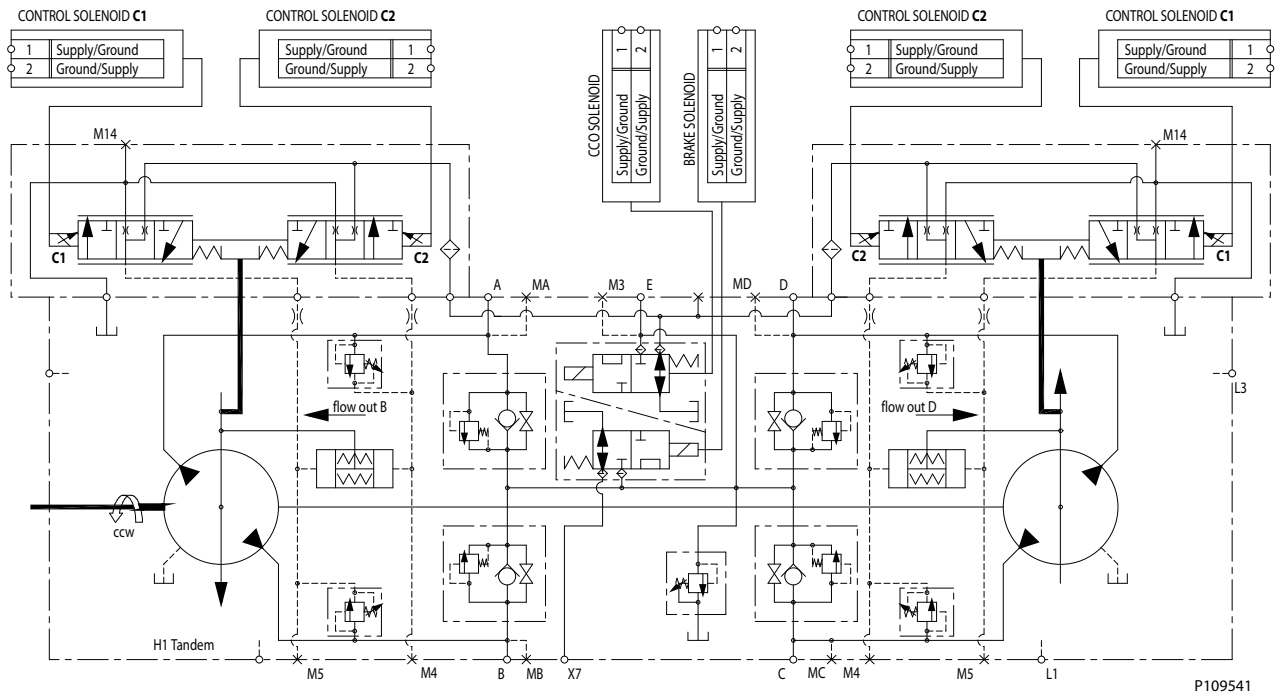 CONTROL SOLENOID C1
CONTROL SOLENOID C2
CONTROL SOLENOID C2
CONTROL SOLENOID C1
1 Supply/Ground
2 Ground/Supply
Supply/Ground 1
Ground/Supply 2
CCO SOLENOID
1 Supply/Ground
2 Ground/Supply
BRAKE SOLENOID
1 Supply/Ground
2 Ground/Supply
1 Supply/Ground
2 Ground/Supply
Supply/Ground 1
Ground/Supply 2
M14
M14
C1
C2
C2
C1
A
MA
M3
E
MD
D
L3
flow out B
flow out D
ccw
H1 Tandem
M5
M4
B
MB
X7
C
MC
M4
M5
L1
P109541